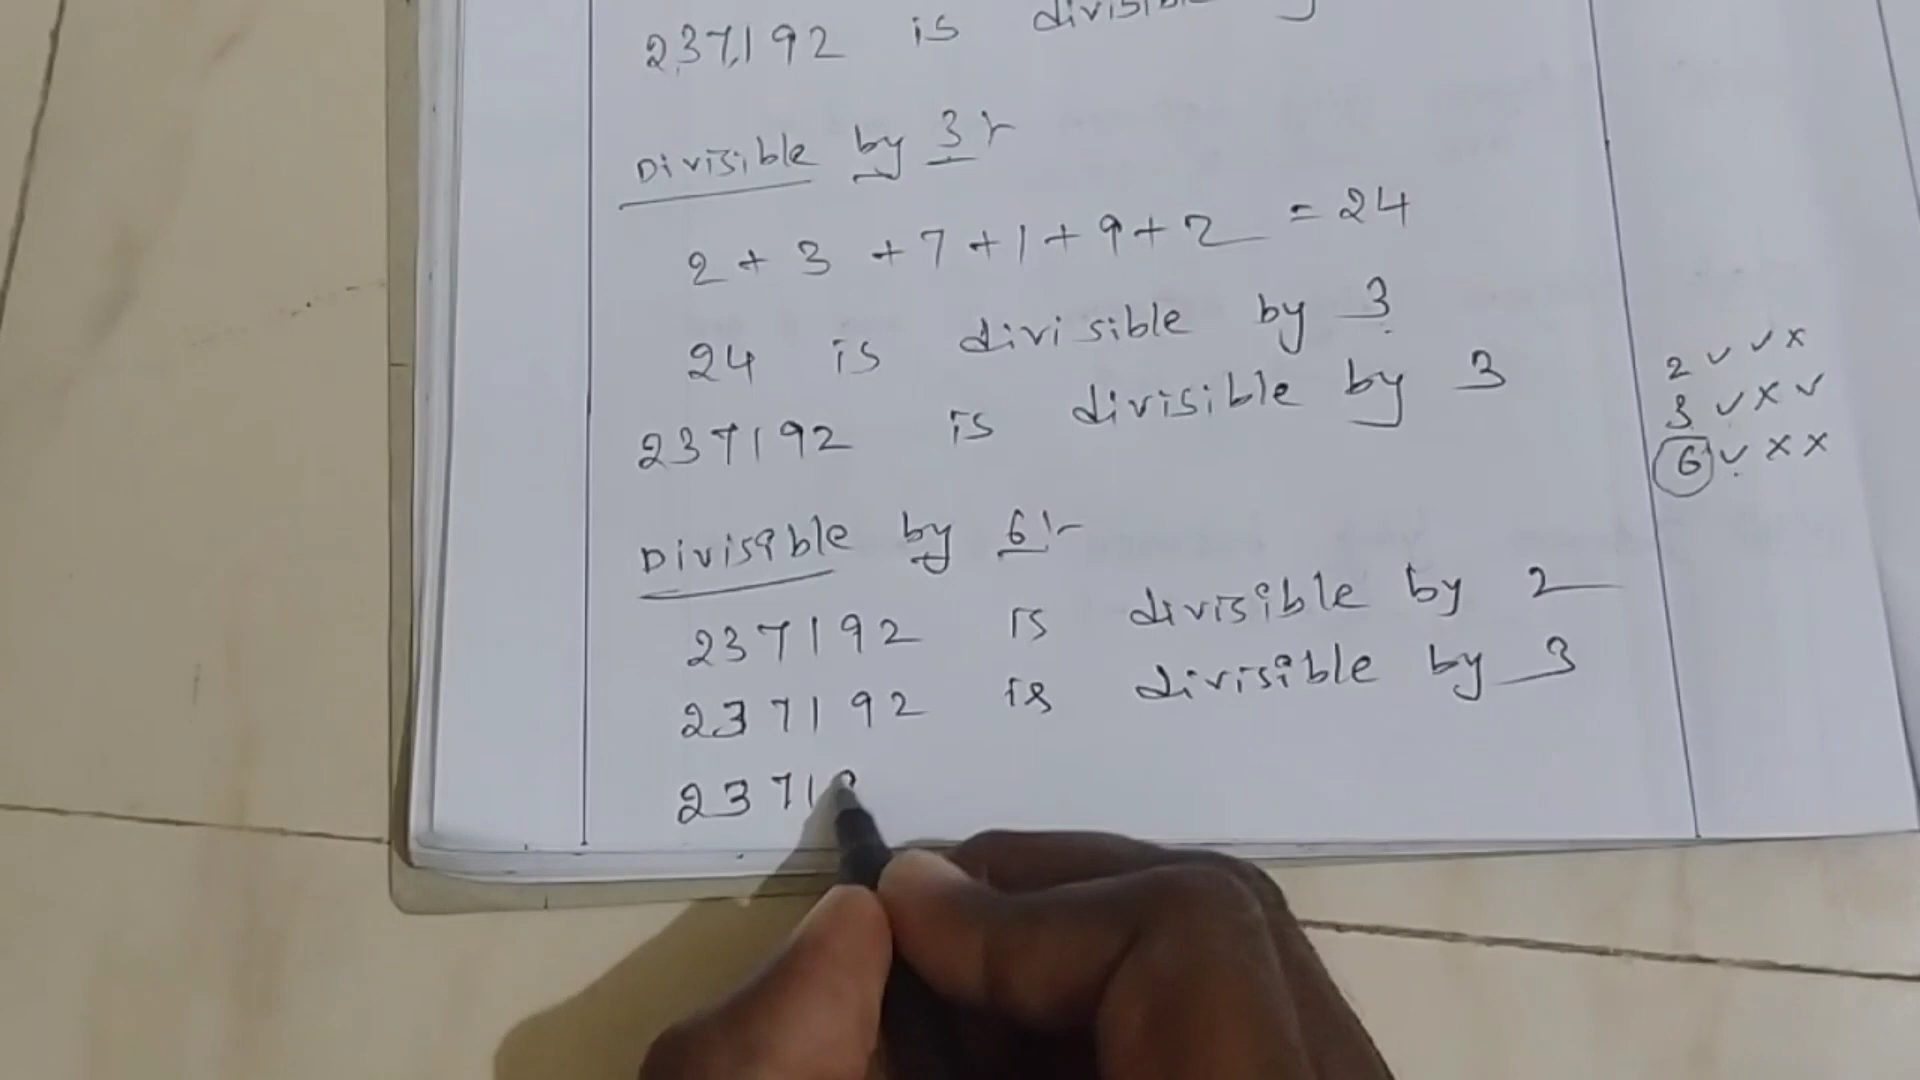 237192 is
Divisible by 3:-
2 + 3 + 7 + 1 + 9 + 2 = 24
24 is divisible by 3
237192 is divisible by 3
2 ✓ ✓ ×
3 ✓ × ✓
6 ✓ × ×
Divisible by 6:-
237192 is divisible by 2
237192 is divisible by 3
2371